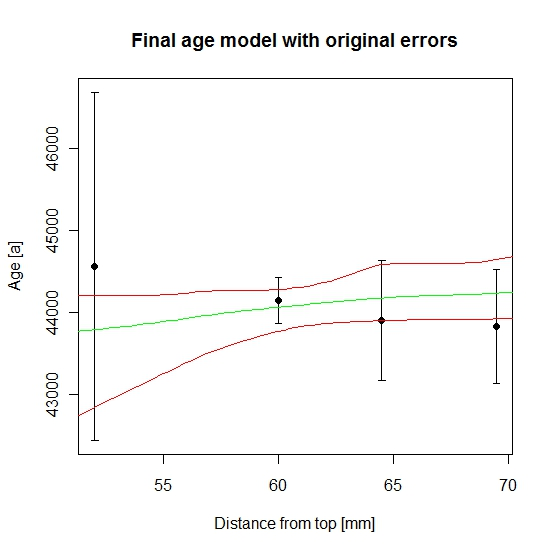 Final age model with original errors
Age [a]
46000
45000
44000
43000
55 60 65 70
Distance from top [mm]